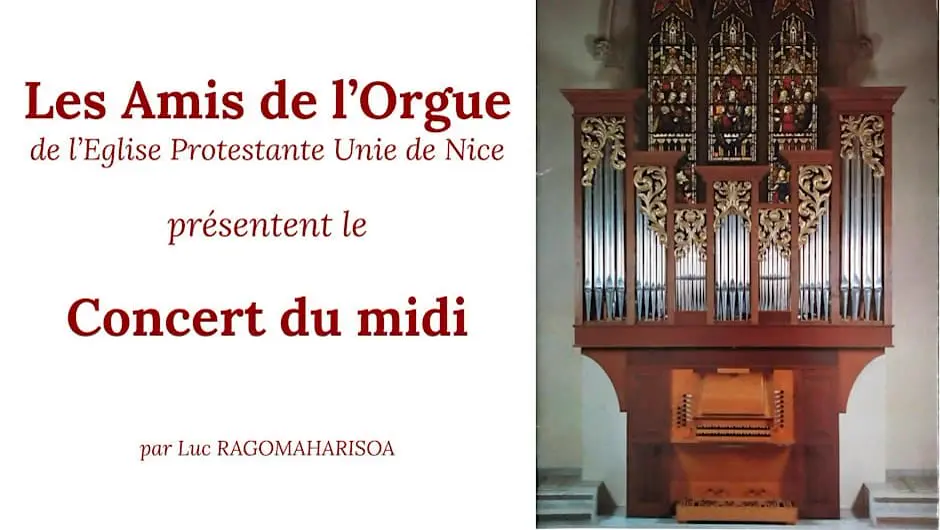 Les Amis de l’Orgue
de l’Eglise Protestante Unie de Nice
présentent le
Concert du midi
par Luc RAGOMAHARISOA